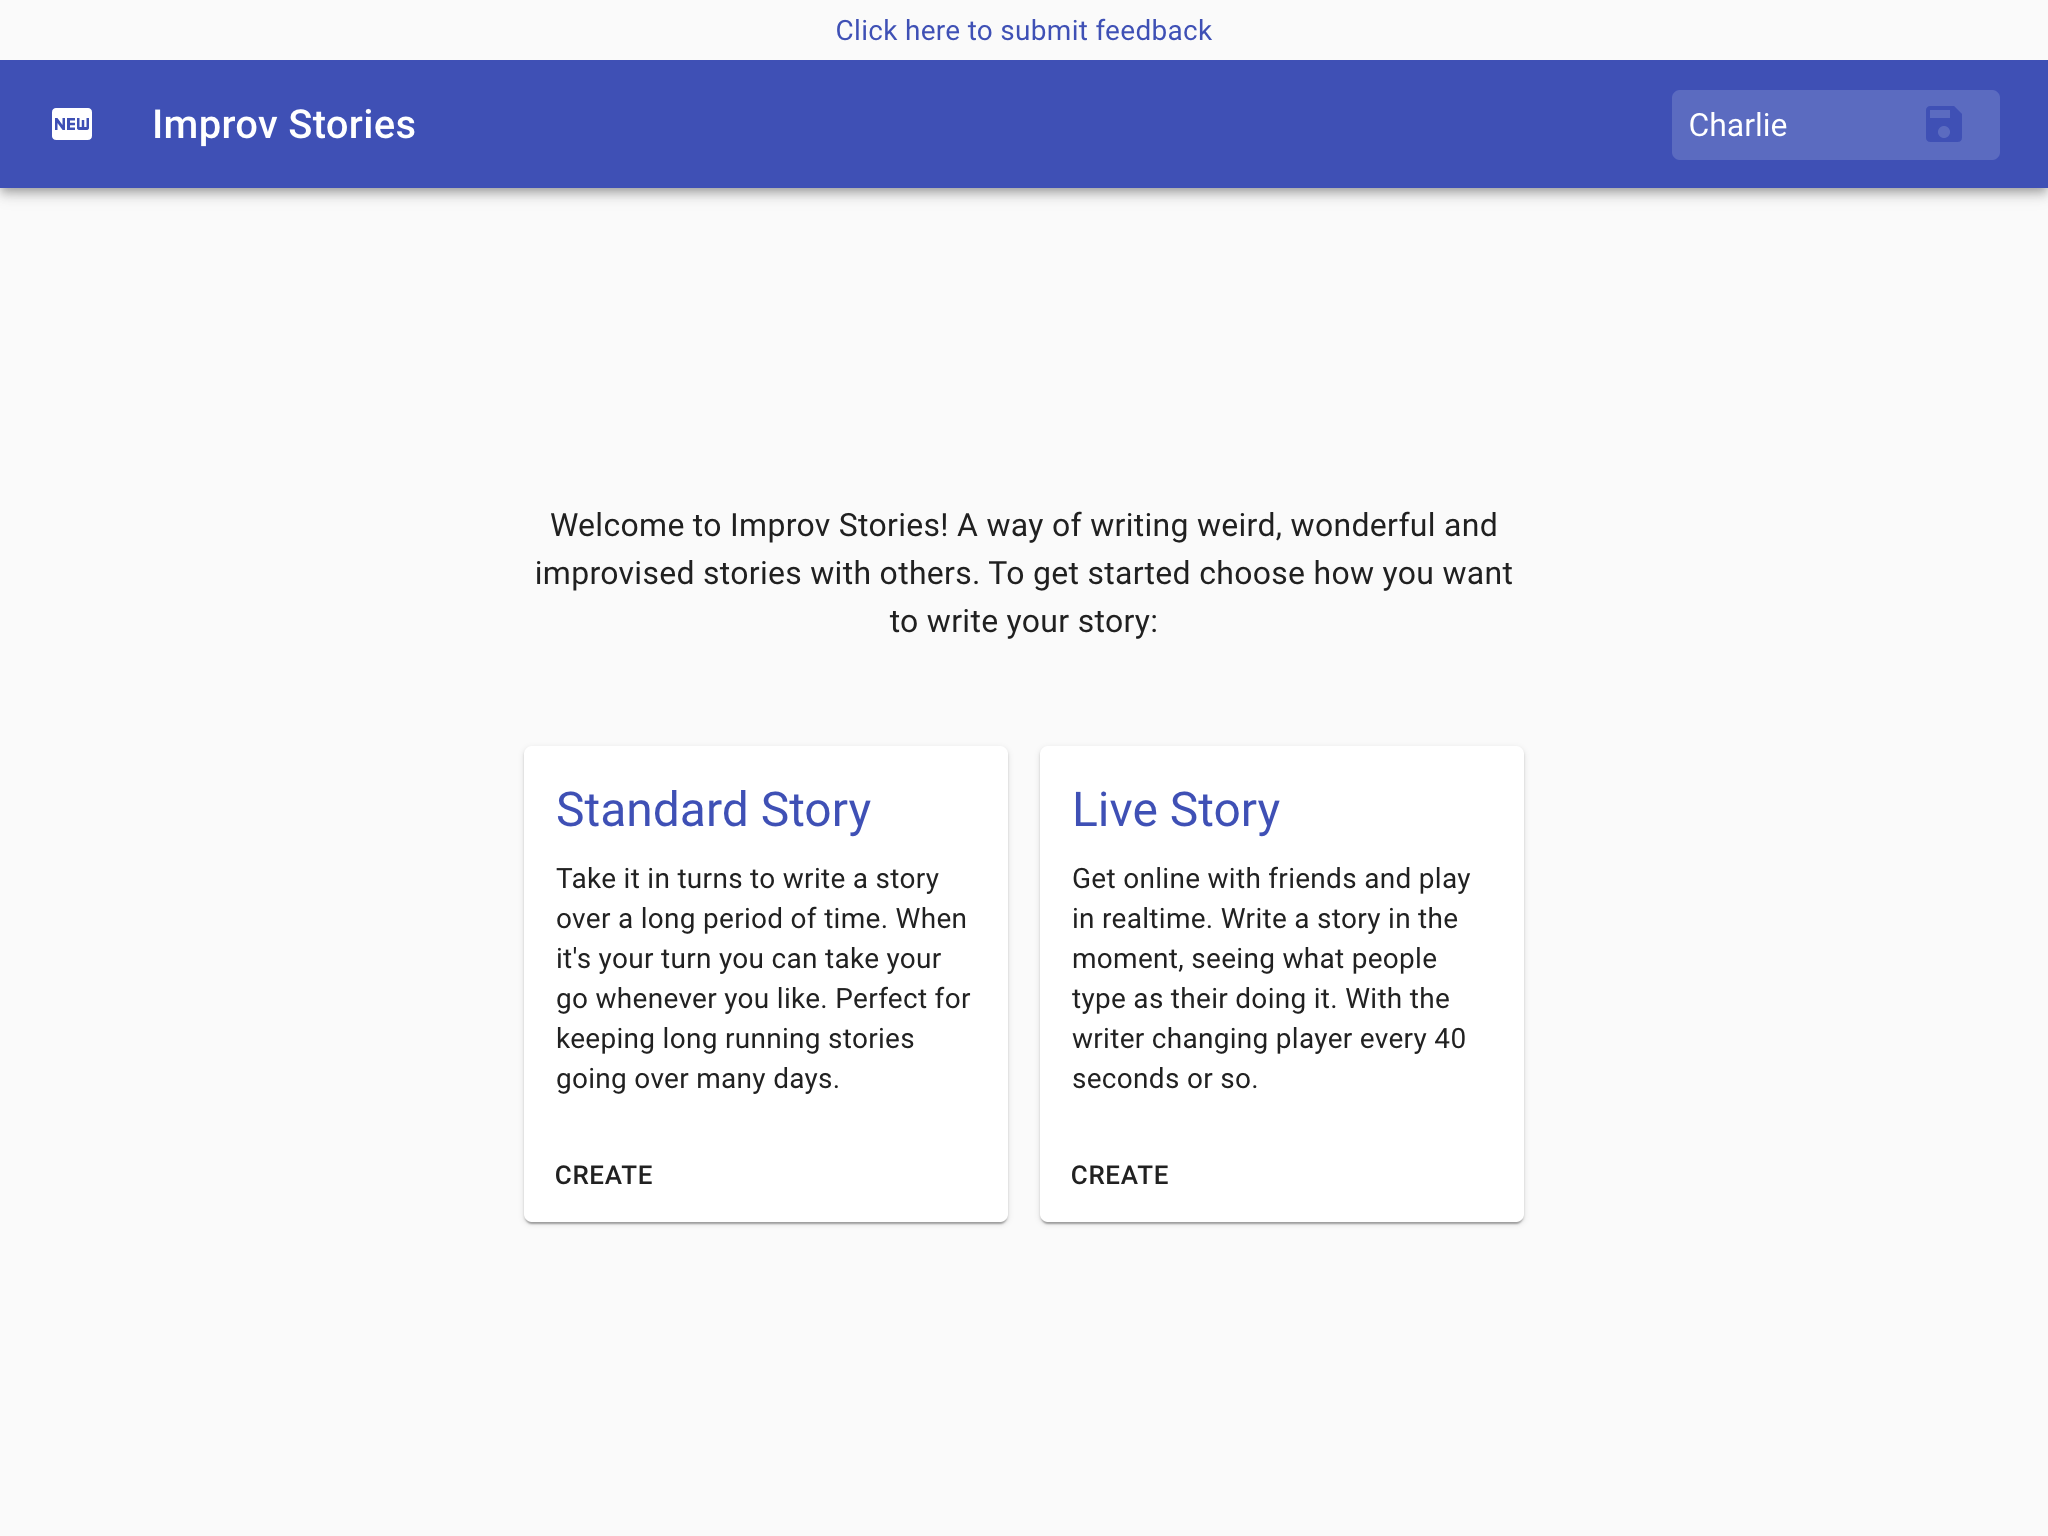 Click here to submit feedback
NEW
Improv Stories
Charlie
Welcome to Improv Stories! A way of writing weird, wonderful and
improvised stories with others. To get started choose how you want
to write your story:
Standard Story
Take it in turns to write a story
over a long period of time. When
it's your turn you can take your
go whenever you like. Perfect for
keeping long running stories
going over many days.
CREATE
Live Story
Get online with friends and play
in realtime. Write a story in the
moment, seeing what people
type as their doing it. With the
writer changing player every 40
seconds or so.
CREATE